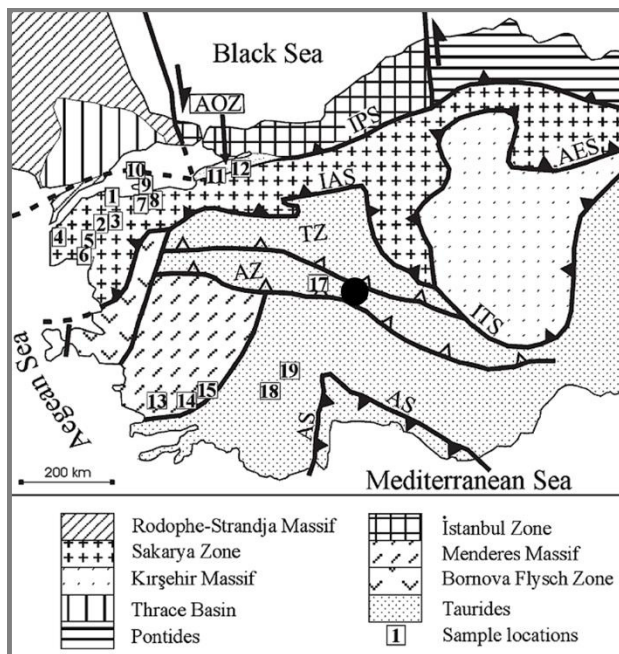 Black Sea
AOZ
IPS
AES
IAS
10
11
12
9
1
7
8
2
3
4
5
6
TZ
AZ
17
ITS
Aegean Sea
19
18
13
14
15
AS
AS
200 km
Mediterranean Sea
Rodophe-Strandja Massif
Sakarya Zone
Kırşehir Massif
Thrace Basin
Pontides
İstanbul Zone
Menderes Massif
Bornova Flysch Zone
Taurides
1
Sample locations